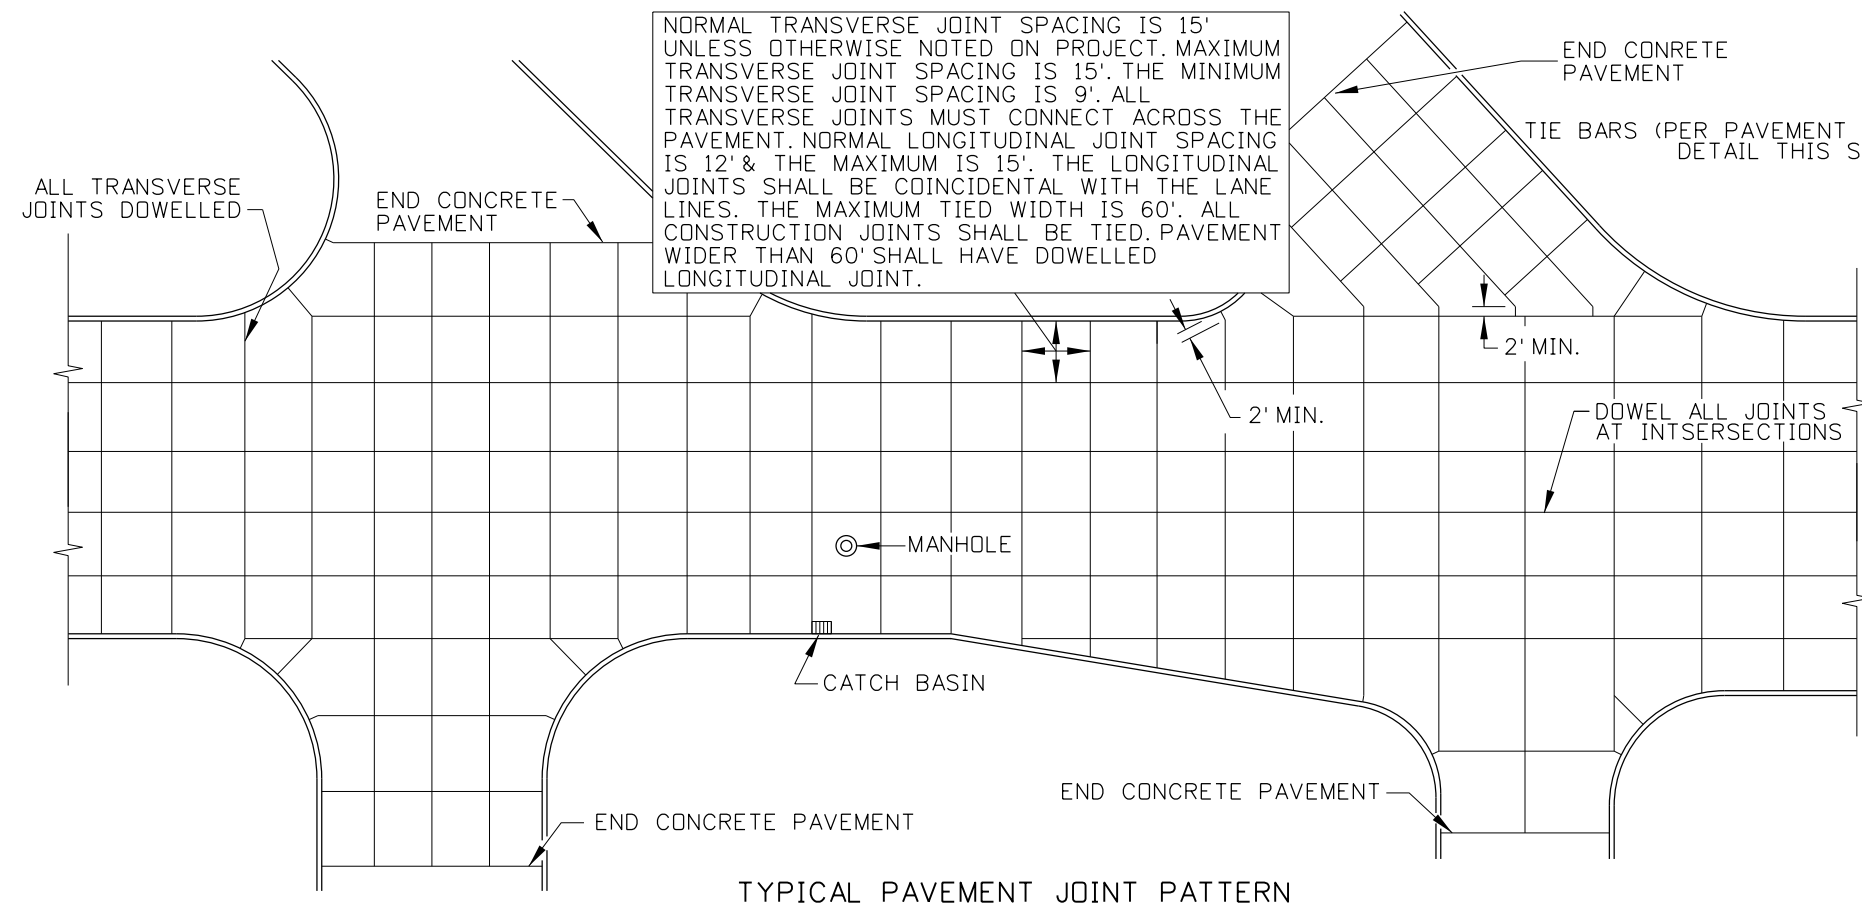 NORMAL TRANSVERSE JOINT SPACING IS 15'
UNLESS OTHERWISE NOTED ON PROJECT. MAXIMUM
TRANSVERSE JOINT SPACING IS 15'. THE MINIMUM
TRANSVERSE JOINT SPACING IS 9'. ALL
TRANSVERSE JOINTS MUST CONNECT ACROSS THE
PAVEMENT. NORMAL LONGITUDINAL JOINT SPACING
IS 12' & THE MAXIMUM IS 15'. THE LONGITUDINAL
JOINTS SHALL BE COINCIDENTAL WITH THE LANE
LINES. THE MAXIMUM TIED WIDTH IS 60'. ALL
CONSTRUCTION JOINTS SHALL BE TIED. PAVEMENT
WIDER THAN 60' SHALL HAVE DOWELLED
LONGITUDINAL JOINT.
END CONRETE
PAVEMENT
TIE BARS (PER PAVEMENT
DETAIL THIS S
ALL TRANSVERSE
JOINTS DOWELLED
END CONCRETE
PAVEMENT
2' MIN.
2' MIN.
DOWEL ALL JOINTS
AT INTSERSECTIONS
MANHOLE
CATCH BASIN
END CONCRETE PAVEMENT
END CONCRETE PAVEMENT
TYPICAL PAVEMENT JOINT PATTERN